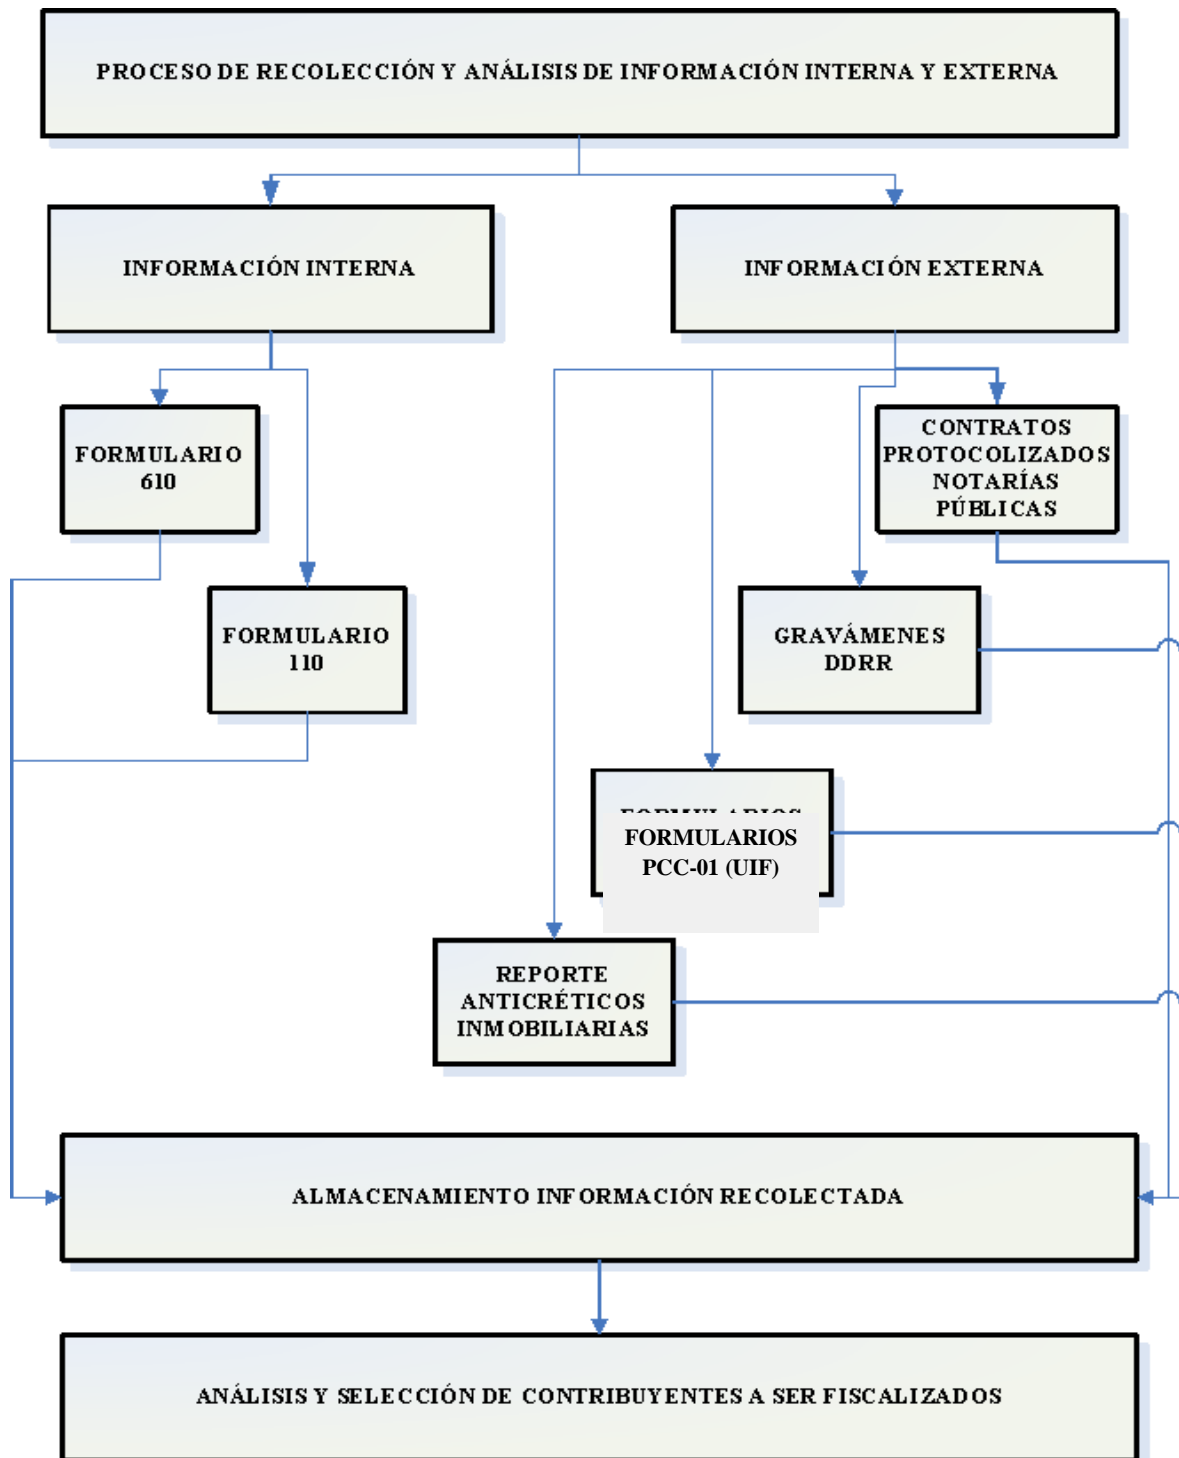 PROCESO DE RECOLECCIÓN Y ANÁLISIS DE INFORMACIÓN INTERNA Y EXTERNA
INFORMACIÓN INTERNA
INFORMACIÓN EXTERNA
FORMULARIO
610
CONTRATOS
PROTOCOLIZADOS
NOTARÍAS
PÚBLICAS
FORMULARIO
110
GRAVÁMENES
DDRR
FORMULARIOS
FORMULARIOS
PCC-01 (UIF)
REPORTE
ANTICRÉTICOS
INMOBILIARIAS
ALMACENAMIENTO INFORMACIÓN RECOLECTADA
ANÁLISIS Y SELECCIÓN DE CONTRIBUYENTES A SER FISCALIZADOS